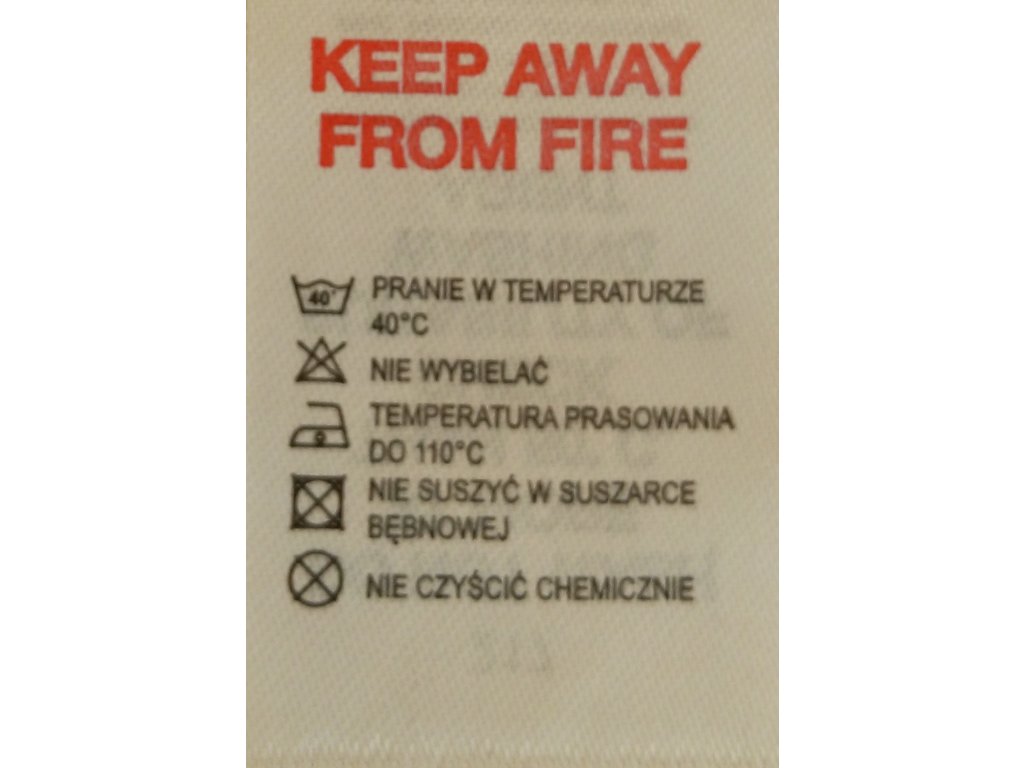 KEEP AWAY
FROM FIRE
40° PRANIE W TEMPERATURZE
40°C
NIE WYBIELAĆ
TEMPERATURA PRASOWANIA
DO 110°C
NIE SUSZYĆ W SUSZARCE
BĘBNOWEJ
NIE CZYŚCIĆ CHEMICZNIE